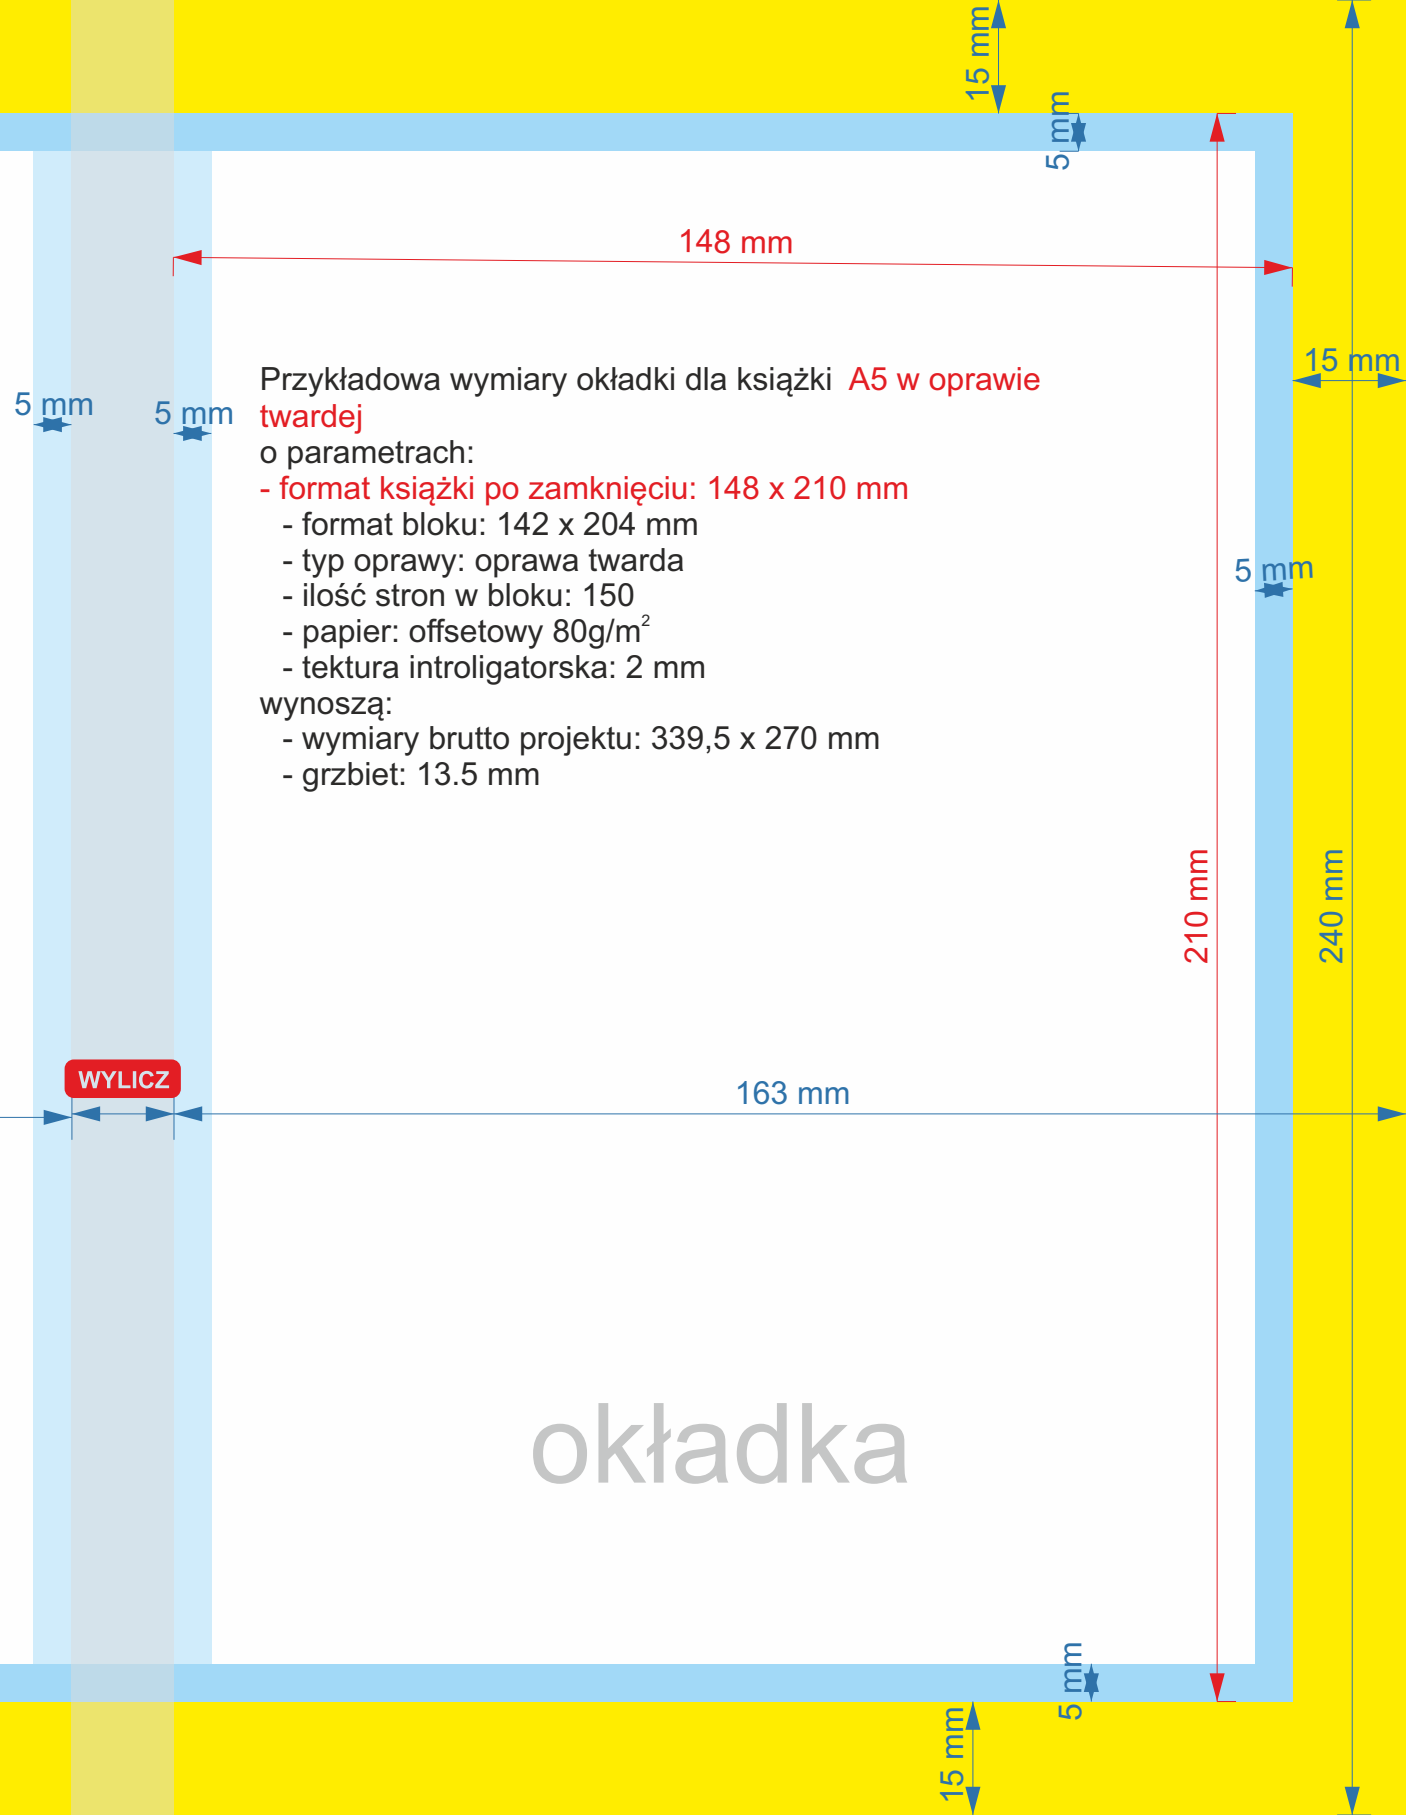 15 mm
5 mm
148 mm
15 mm
Przykładowa wymiary okładki dla książki A5 w oprawie
twardej
5 mm
5 mm
o parametrach:
- format książki po zamknięciu: 148 x 210 mm
- format bloku: 142 x 204 mm
- typ oprawy: oprawa twarda
5 mm
- ilość stron w bloku: 150
- papier: offsetowy 80g/m²
- tektura introligatorska: 2 mm
wynoszą:
- wymiary brutto projektu: 339,5 x 270 mm
- grzbiet: 13.5 mm
210 mm
240 mm
WYLICZ
163 mm
okładka
5 mm
15 mm